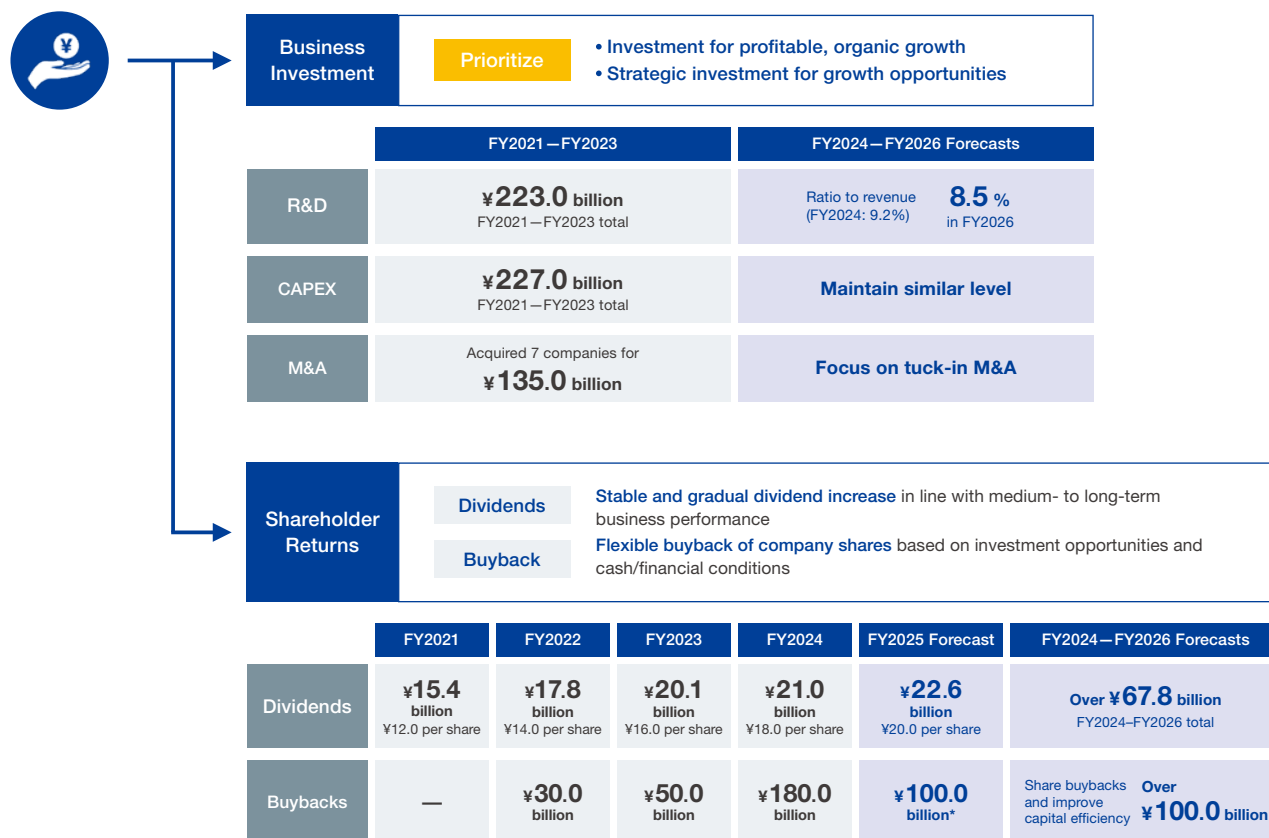 ¥
Business
Investment
Prioritize
• Investment for profitable, organic growth
• Strategic investment for growth opportunities
FY2021—FY2023
FY2024—FY2026 Forecasts
R&D
¥223.0 billion
FY2021—FY2023 total
Ratio to revenue
(FY2024: 9.2%)
8.5 %
in FY2026
CAPEX
¥227.0 billion
FY2021—FY2023 total
Maintain similar level
M&A
Acquired 7 companies for
¥135.0 billion
Focus on tuck-in M&A
Shareholder
Returns
Dividends
Stable and gradual dividend increase in line with medium- to long-term
business performance
Buyback
Flexible buyback of company shares based on investment opportunities and
cash/financial conditions
FY2021
FY2022
FY2023
FY2024
FY2025 Forecast
FY2024—FY2026 Forecasts
Dividends
¥15.4
billion
¥12.0 per share
¥17.8
billion
¥14.0 per share
¥20.1
billion
¥16.0 per share
¥21.0
billion
¥18.0 per share
¥22.6
billion
¥20.0 per share
Over ¥67.8 billion
FY2024–FY2026 total
Buybacks
—
¥30.0
billion
¥50.0
billion
¥180.0
billion
¥100.0
billion*
Share buybacks
and improve
capital efficiency
Over
¥100.0 billion